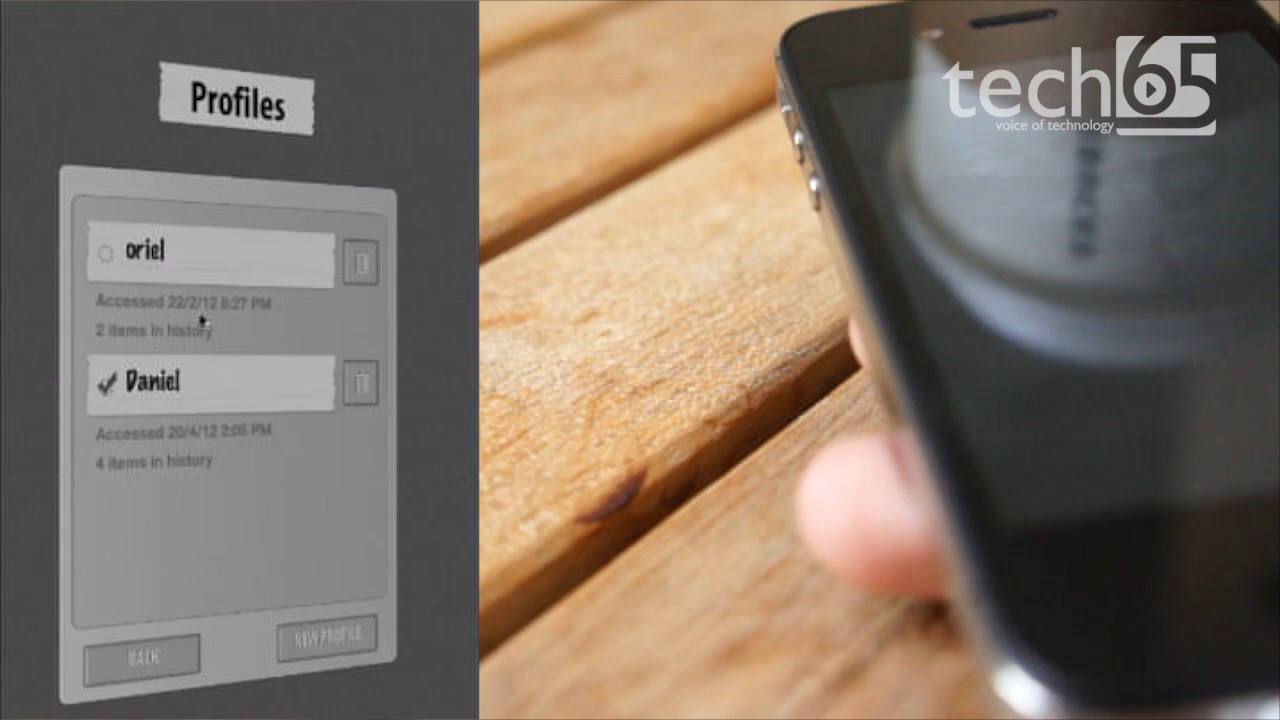 Profiles
oriel
Accessed 22/2/12 8:27 PM
2 items in history
Daniel
Accessed 20/4/12 2:05 PM
4 items in history
BACK
NEW PROFILE
tech65
voice of technology